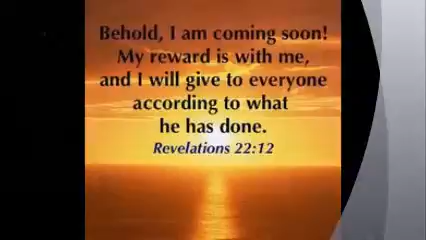 Behold, I am coming soon!
My reward is with me,
and I will give to everyone
according to what
he has done.
Revelations 22:12